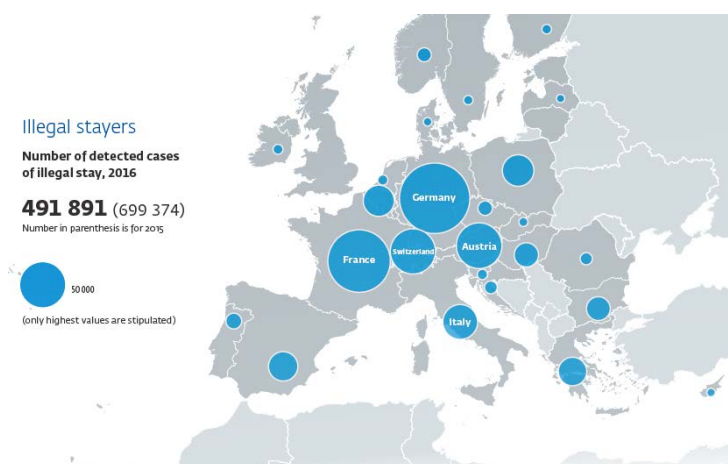 Illegal stayers
Number of detected cases
of illegal stay, 2016
491 891 (699 374)
Number in parenthesis is for 2015
50 000
(only highest values are stipulated)
Germany
France
Switzerland
Austria
Italy